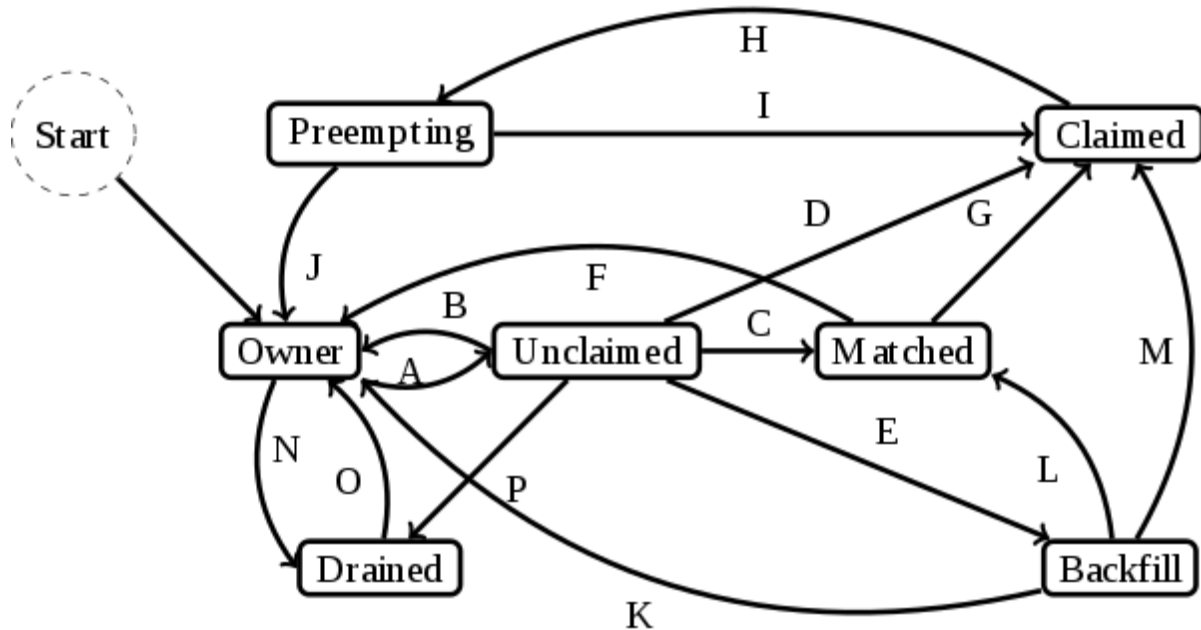 H
I
Start
Preempting
Claimed
D
G
J
F
B
C
Owner
A
Unclaimed
Matched
M
N
E
O
P
L
Drained
Backfill
K